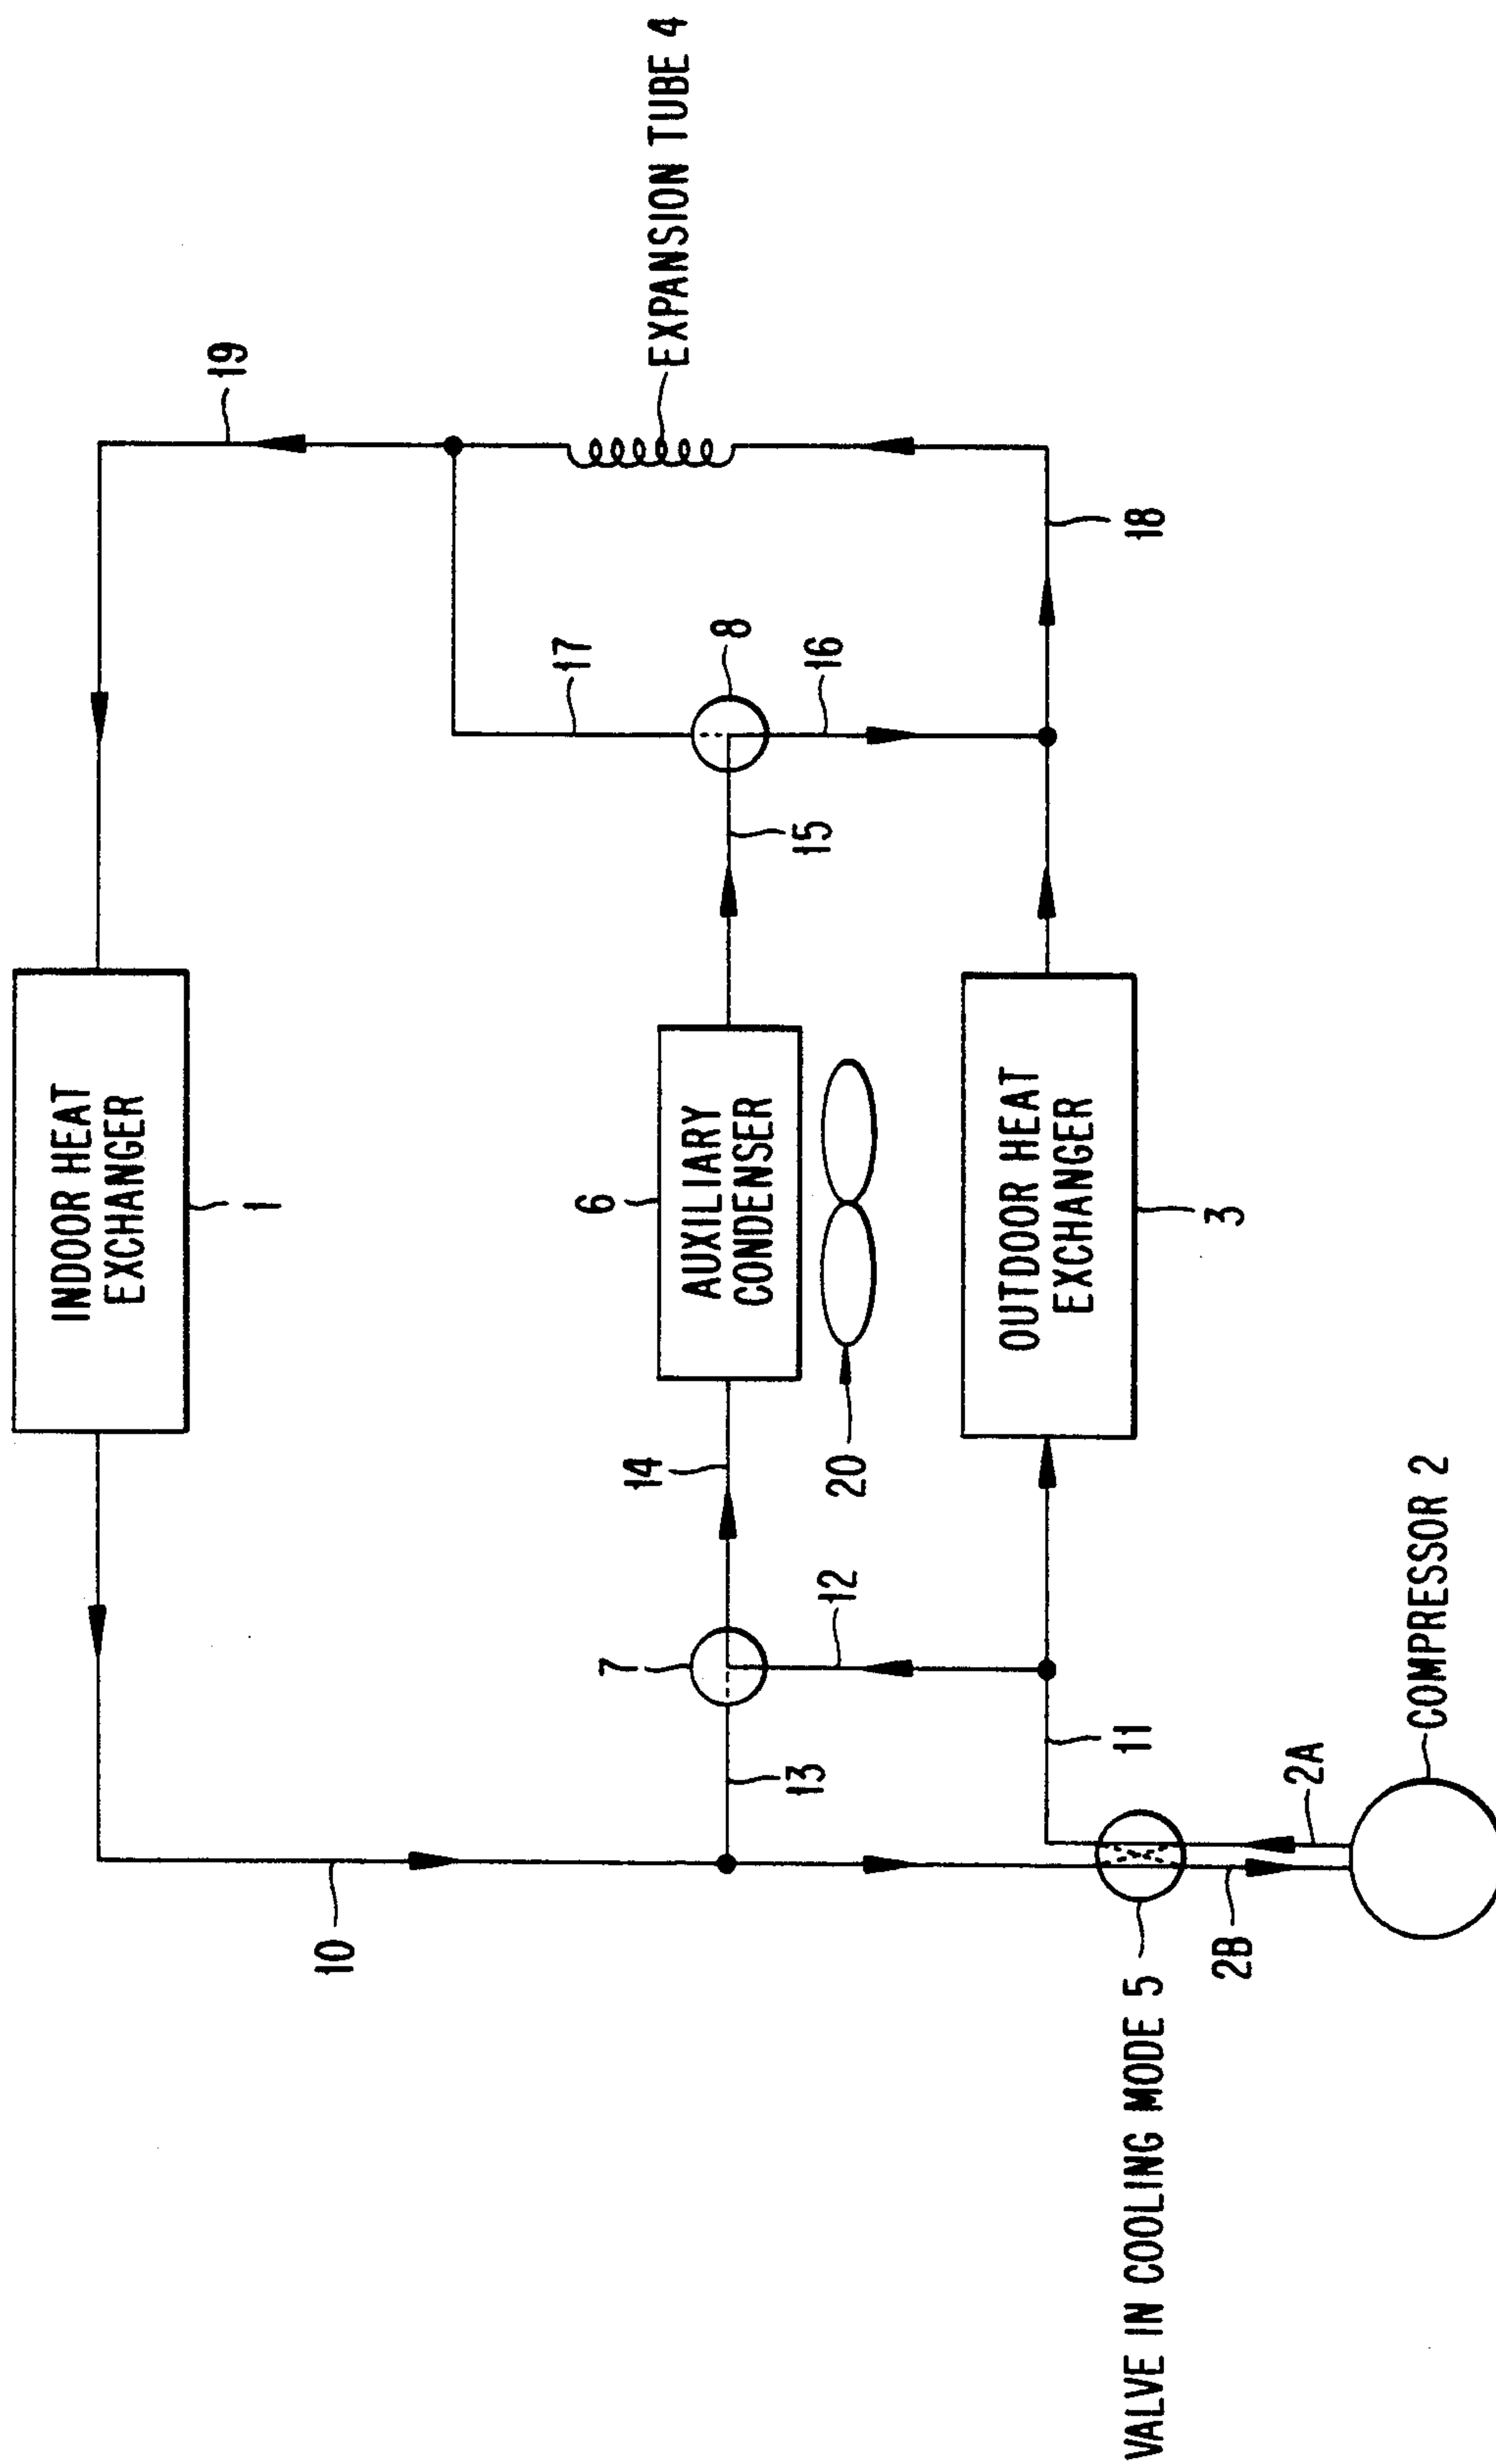 INDOOR HEAT
EXCHANGER
1
10
19
17
EXPANSION TUBE 4
7
14
6
AUXILIARY
CONDENSER
8
13
12
20
15
16
OUTDOOR HEAT
EXCHANGER
3
11
18
VALVE IN COOLING MODE 5
2B
2A
COMPRESSOR 2